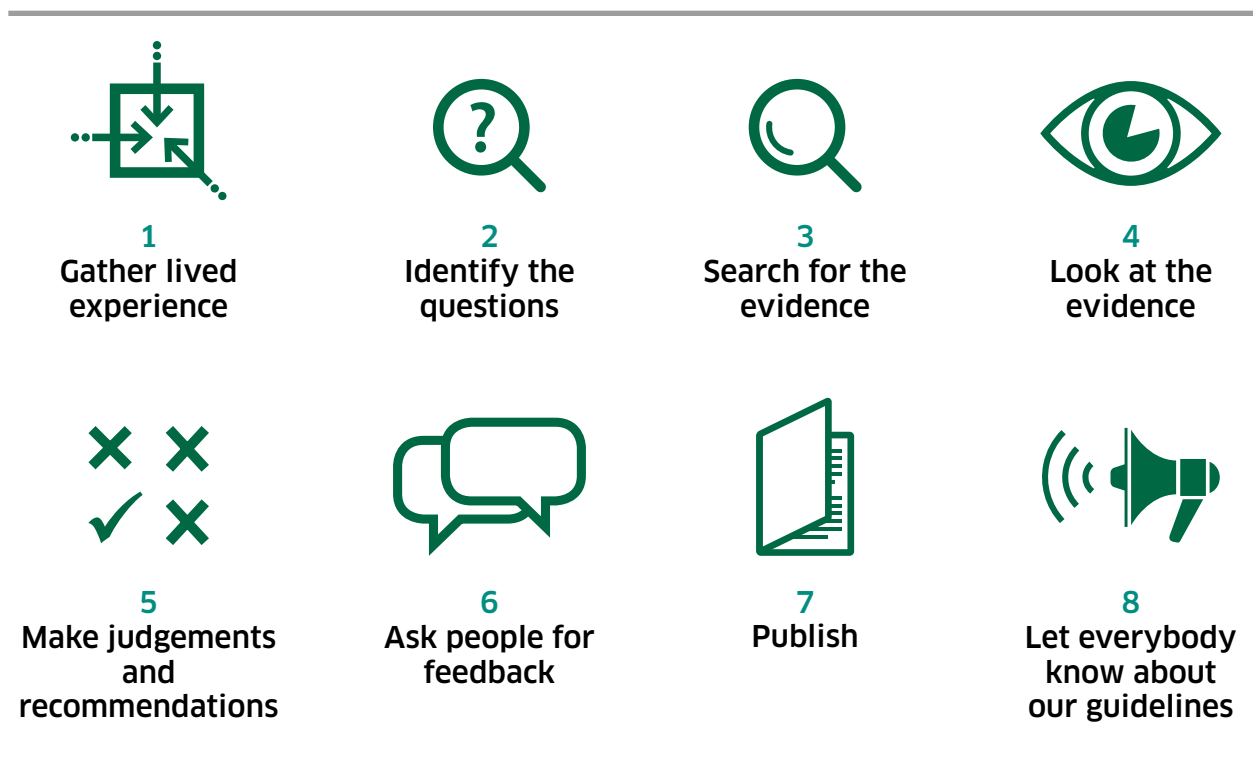 ?
1
Gather lived
experience
2
Identify the
questions
3
Search for the
evidence
4
Look at the
evidence
5
Make judgements
and
recommendations
6
Ask people for
feedback
7
Publish
8
Let everybody
know about
our guidelines